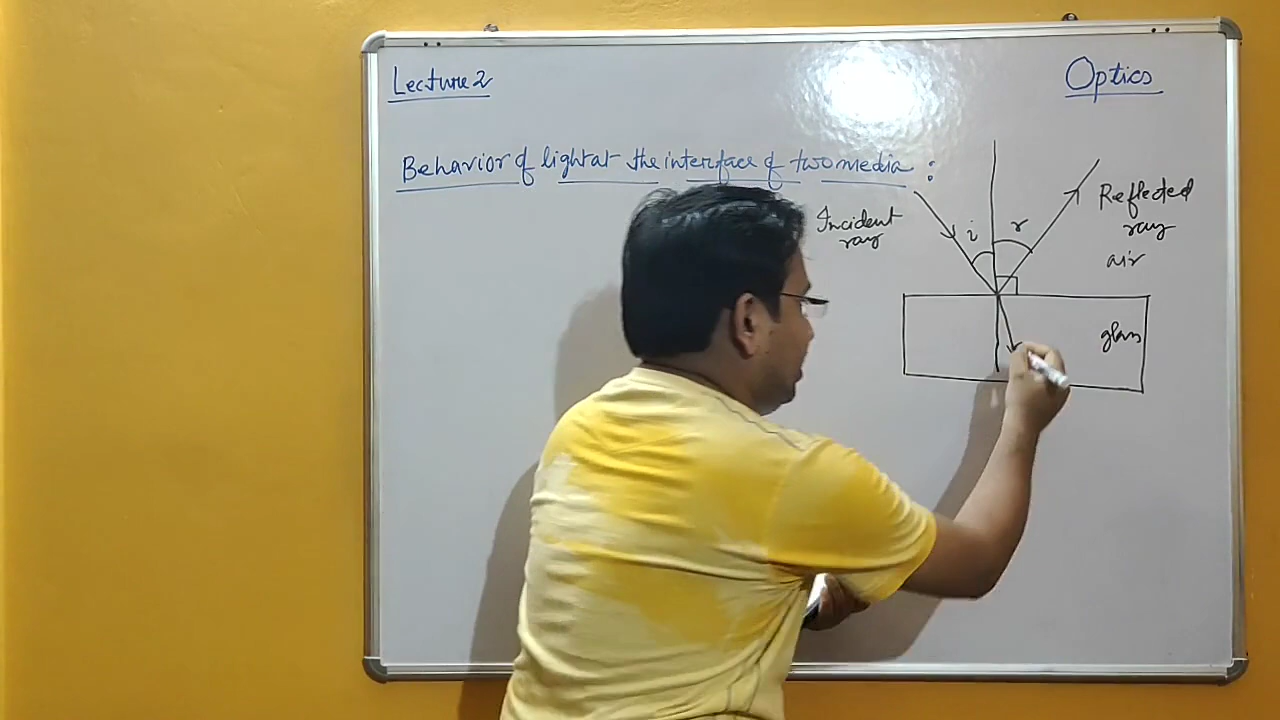 Lecture 2
Optics
Behavior of light at the interface of two media :
Incident
ray
i
r
Reflected
ray
air
glass